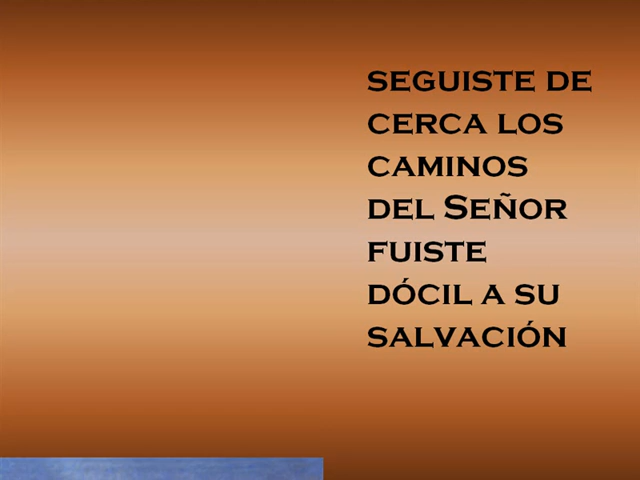 SEGUISTE DE
CERCA LOS
CAMINOS
DEL SEÑOR
FUISTE
DÓCIL A SU
SALVACIÓN